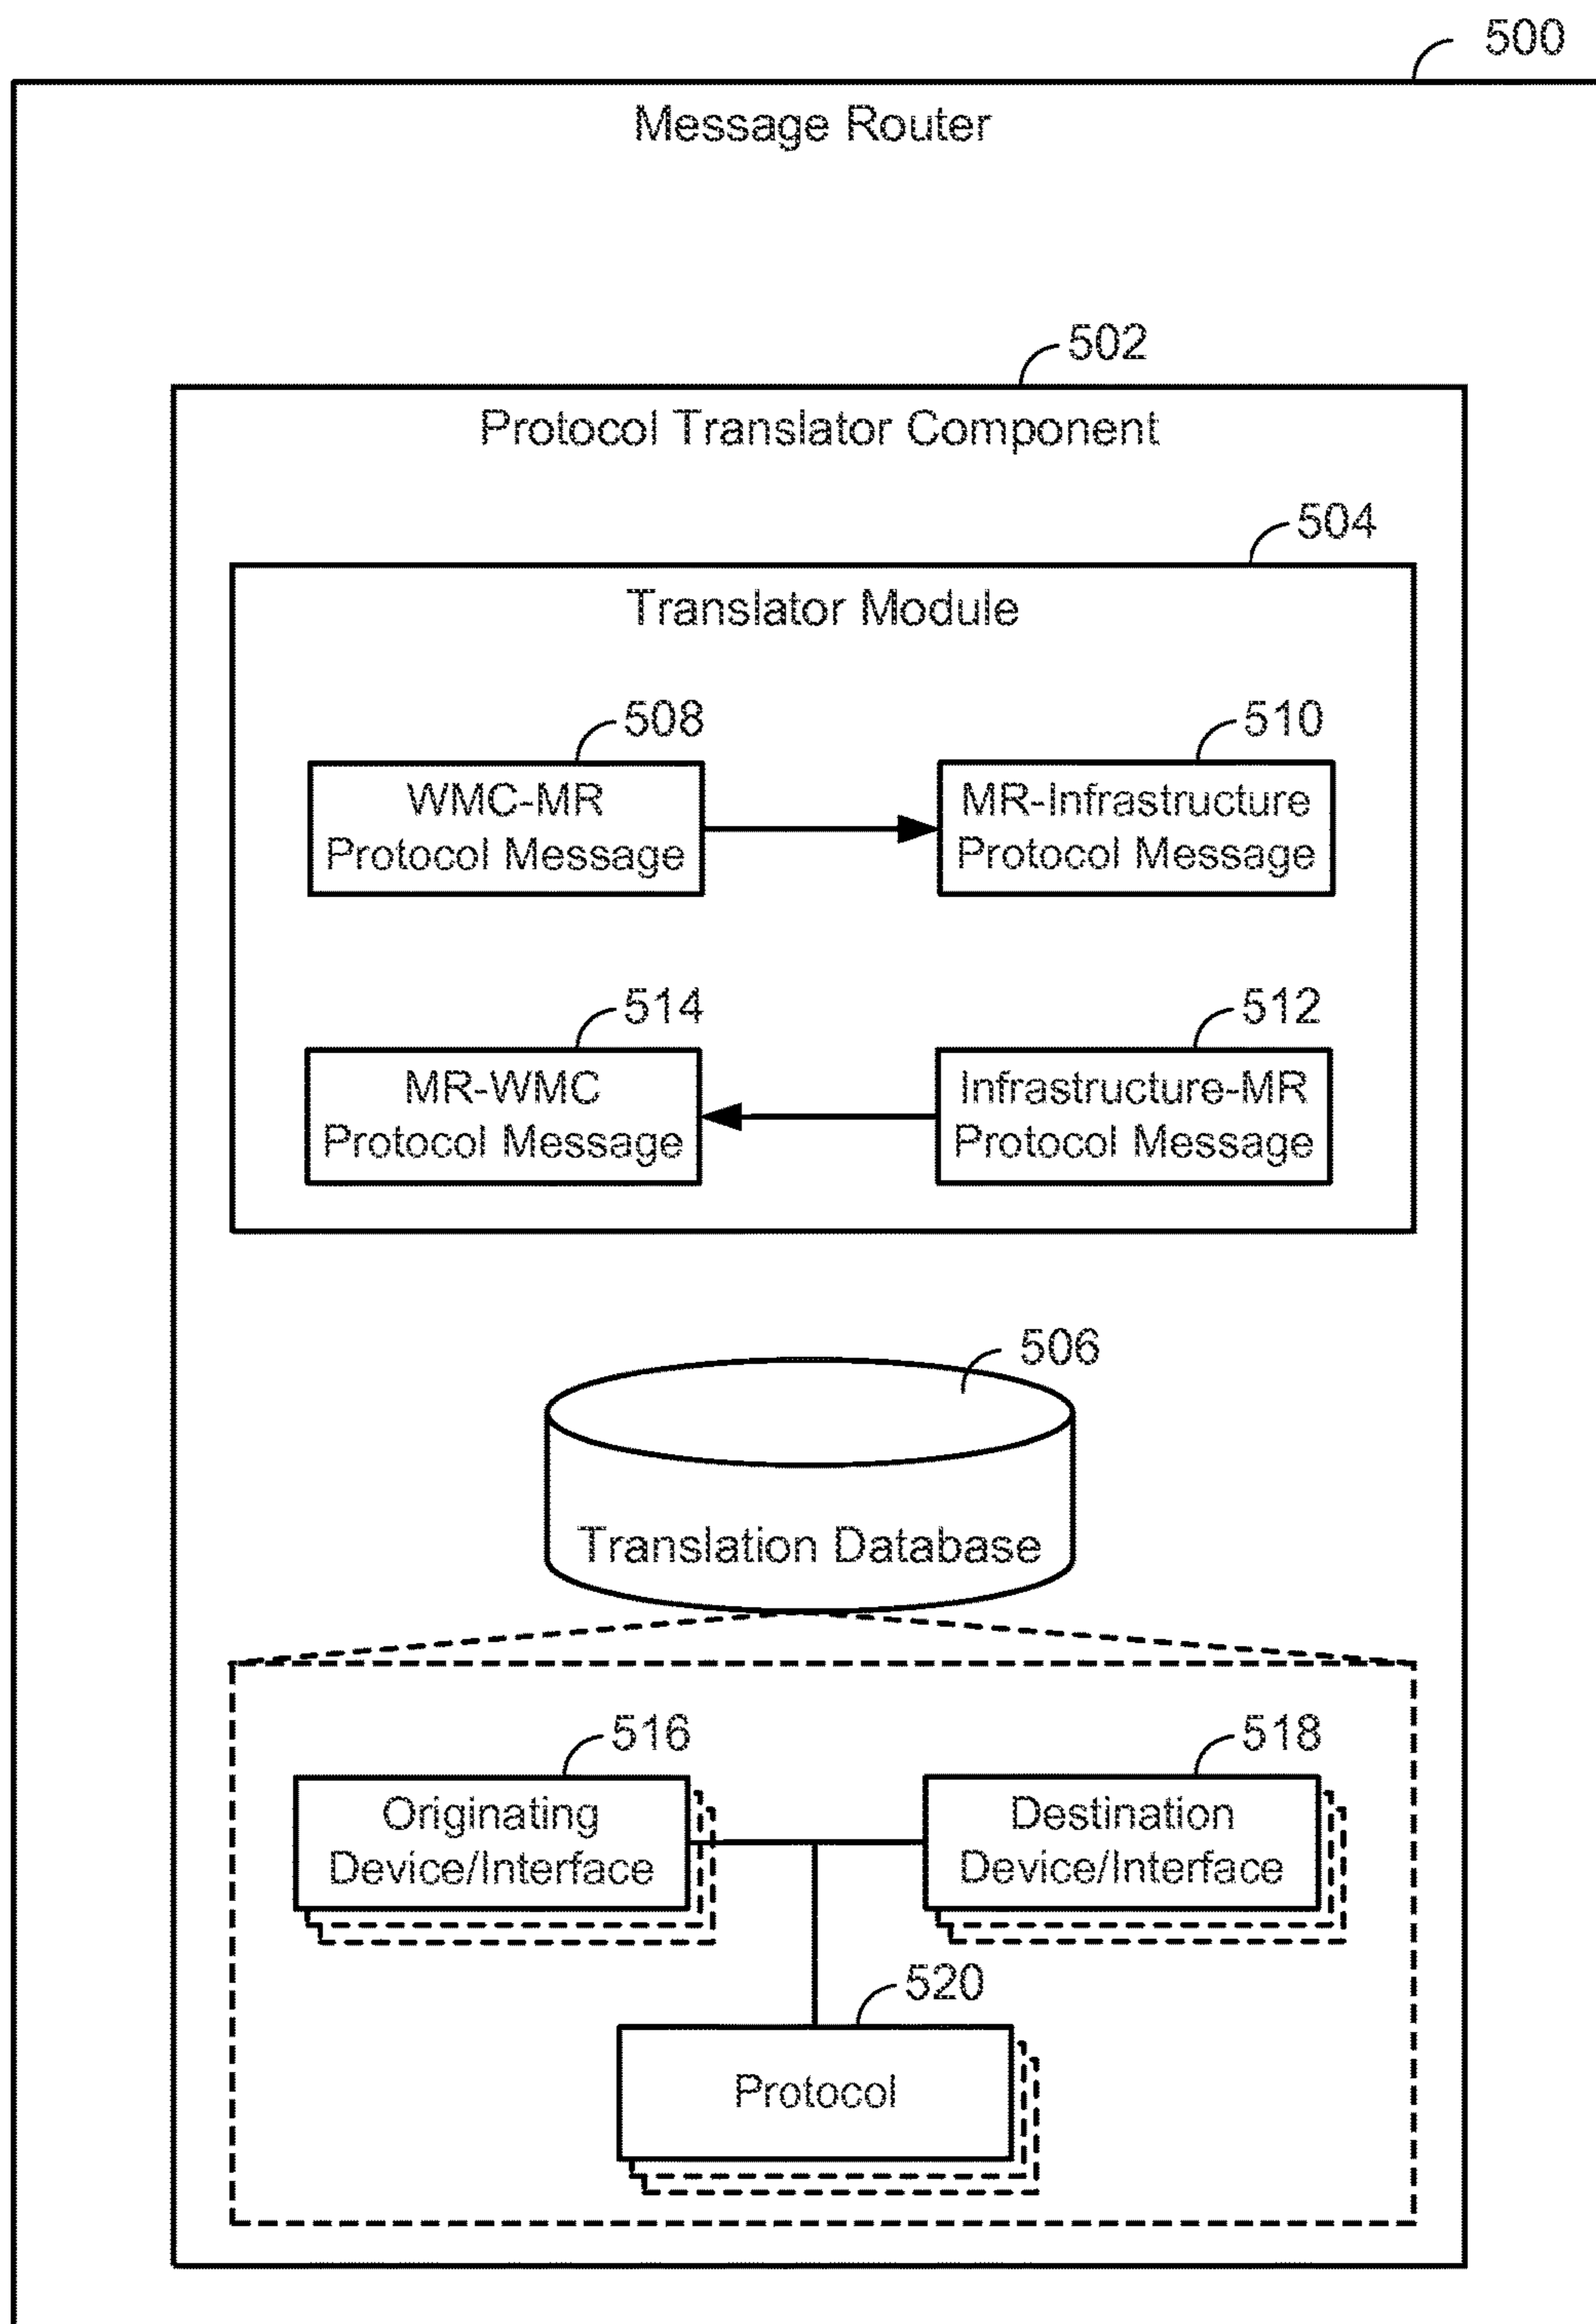 500
Message Router
502
Protocol Translator Component
504
Translator Module
508
510
WMC-MR
Protocol Message
MR-Infrastructure
Protocol Message
514
512
MR-WMC
Protocol Message
Infrastructure-MR
Protocol Message
506
Translation Database
516
518
Originating
Device/Interface
Destination
Device/Interface
520
Protocol